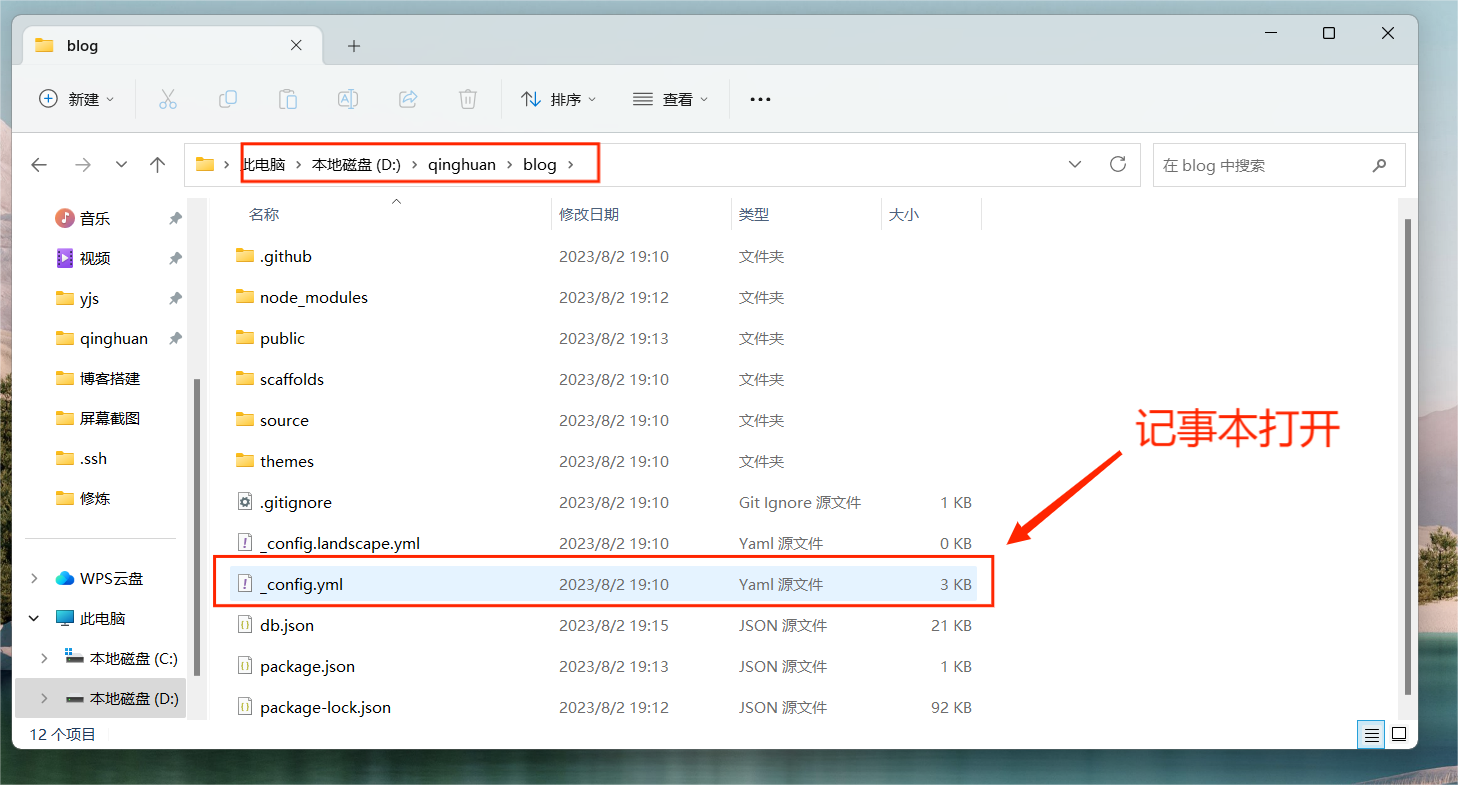 blog
新建
排序
查看
此电脑 本地磁盘 (D:) qinghuan blog
在 blog 中搜索
音乐
视频
yjs
qinghuan
博客搭建
屏幕截图
.ssh
修炼
WPS云盘
此电脑
本地磁盘 (C:)
本地磁盘 (D:)
名称 修改日期 类型 大小
.github 2023/8/2 19:10 文件夹
node_modules 2023/8/2 19:12 文件夹
public 2023/8/2 19:13 文件夹
scaffolds 2023/8/2 19:10 文件夹
source 2023/8/2 19:10 文件夹
themes 2023/8/2 19:10 文件夹
.gitignore 2023/8/2 19:10 Git Ignore 源文件 1 KB
_config.landscape.yml 2023/8/2 19:10 Yaml 源文件 0 KB
_config.yml 2023/8/2 19:10 Yaml 源文件 3 KB
db.json 2023/8/2 19:15 JSON 源文件 21 KB
package.json 2023/8/2 19:13 JSON 源文件 1 KB
package-lock.json 2023/8/2 19:12 JSON 源文件 92 KB
记事本打开
12 个项目